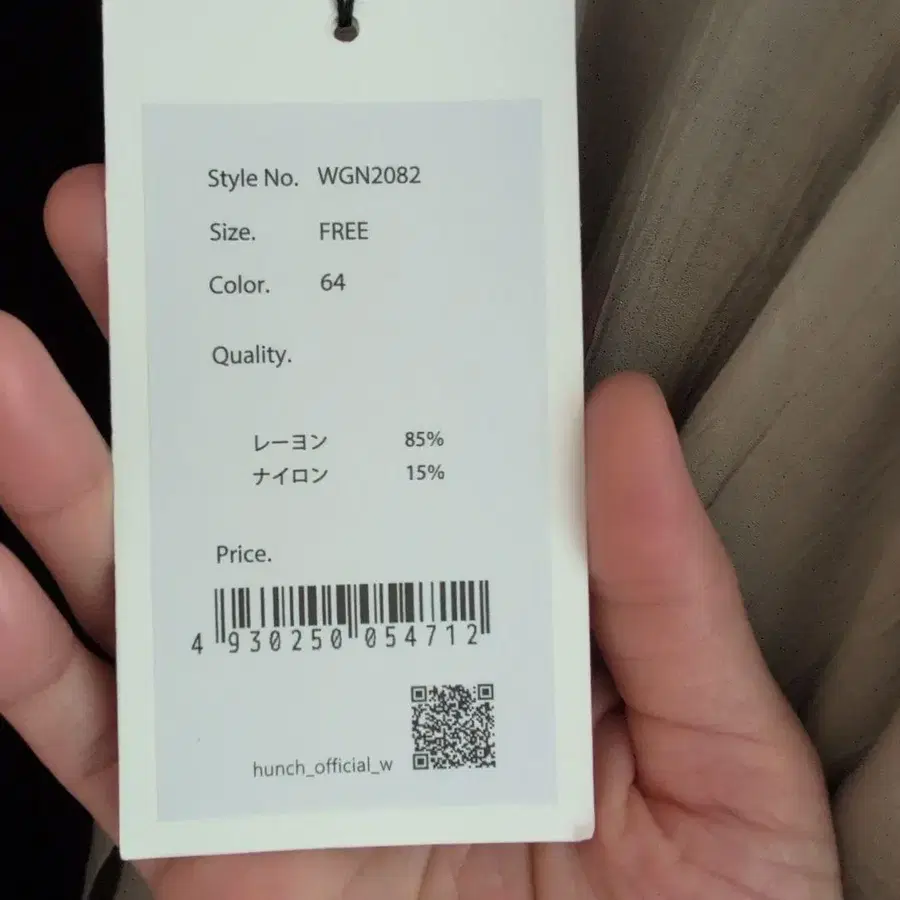 Style No. WGN2082
Size. FREE
Color. 64
Quality.
レーヨン 85%
ナイロン 15%
Price.
4 930250 054712
hunch_official_w